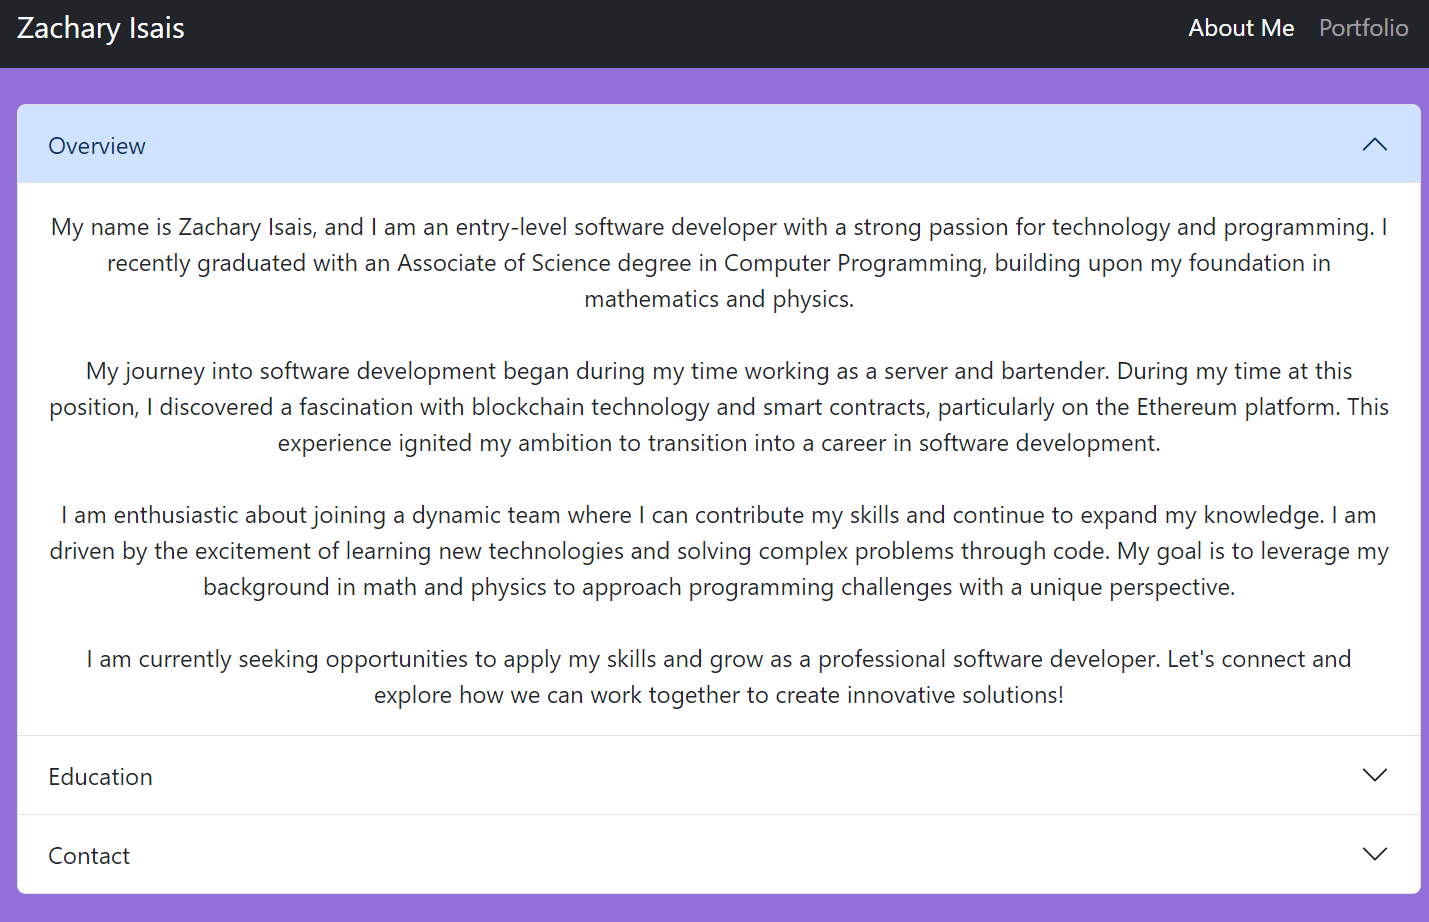 Zachary Isais
About Me
Portfolio
Overview
My name is Zachary Isais, and I am an entry-level software developer with a strong passion for technology and programming. I
recently graduated with an Associate of Science degree in Computer Programming, building upon my foundation in
mathematics and physics.
My journey into software development began during my time working as a server and bartender. During my time at this
position, I discovered a fascination with blockchain technology and smart contracts, particularly on the Ethereum platform. This
experience ignited my ambition to transition into a career in software development.
I am enthusiastic about joining a dynamic team where I can contribute my skills and continue to expand my knowledge. I am
driven by the excitement of learning new technologies and solving complex problems through code. My goal is to leverage my
background in math and physics to approach programming challenges with a unique perspective.
I am currently seeking opportunities to apply my skills and grow as a professional software developer. Let's connect and
explore how we can work together to create innovative solutions!
Education
Contact